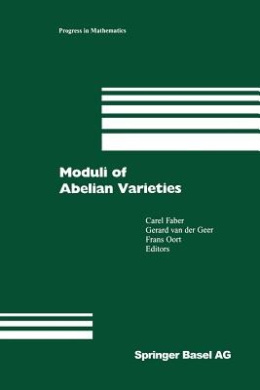 Progress in Mathematics
Moduli of
Abelian Varieties
Carel Faber
Gerard van der Geer
Frans Oort
Editors
Springer Basel AG